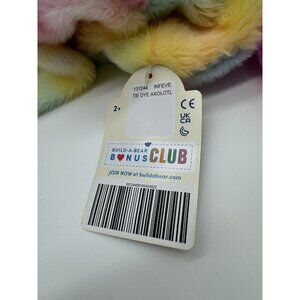 131244 INFEVE
TIE DYE AXOLOTL
2+
CE
UK
CA
BUILD-A-BEAR
BONUS CLUB
JOIN NOW at buildabear.com